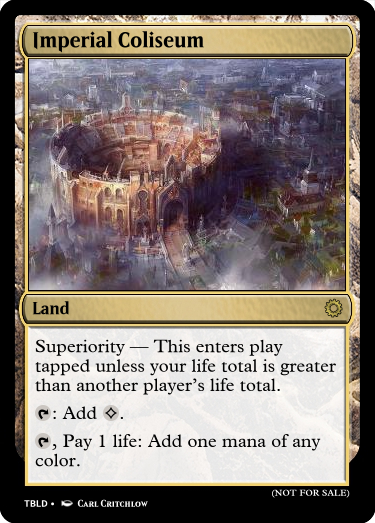 Imperial Coliseum
Land
Superiority — This enters play
tapped unless your life total is greater
than another player's life total.
: Add .
, Pay 1 life: Add one mana of any
color.
(NOT FOR SALE)
TBLD • Carl Critchlow